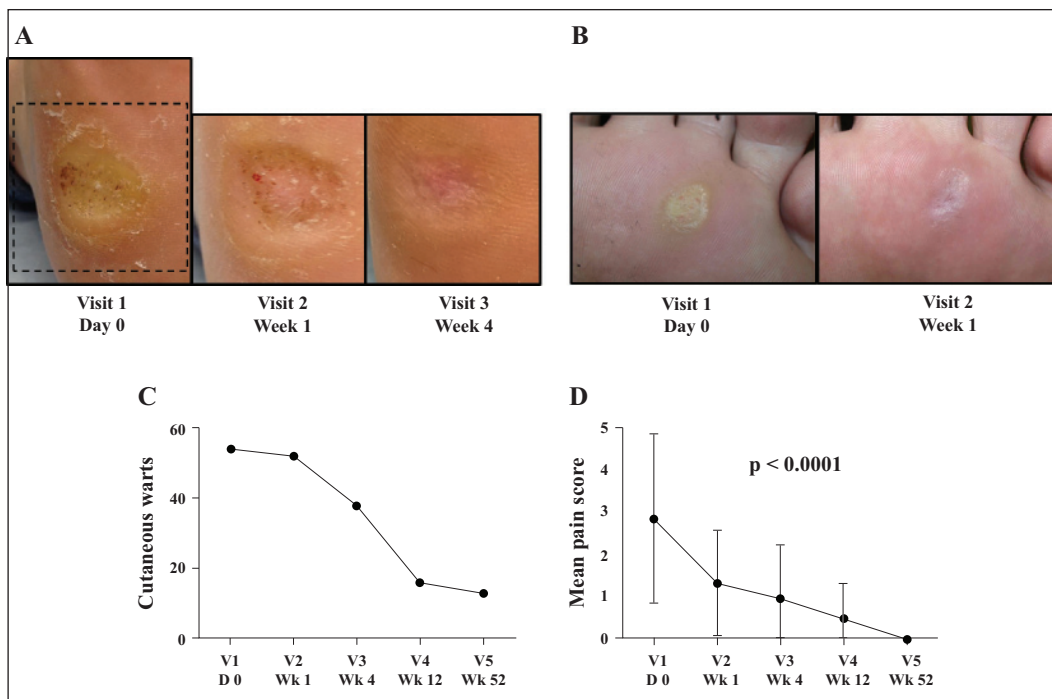 A
B
Visit 1
Day 0
Visit 2
Week 1
Visit 3
Week 4
Visit 1
Day 0
Visit 2
Week 1
C
Cutaneous warts
60
40
20
0
V1
D 0
V2
Wk 1
V3
Wk 4
V4
Wk 12
V5
Wk 52
D
Mean pain score
5
4
3
2
1
0
p < 0.0001
V1
D 0
V2
Wk 1
V3
Wk 4
V4
Wk 12
V5
Wk 52